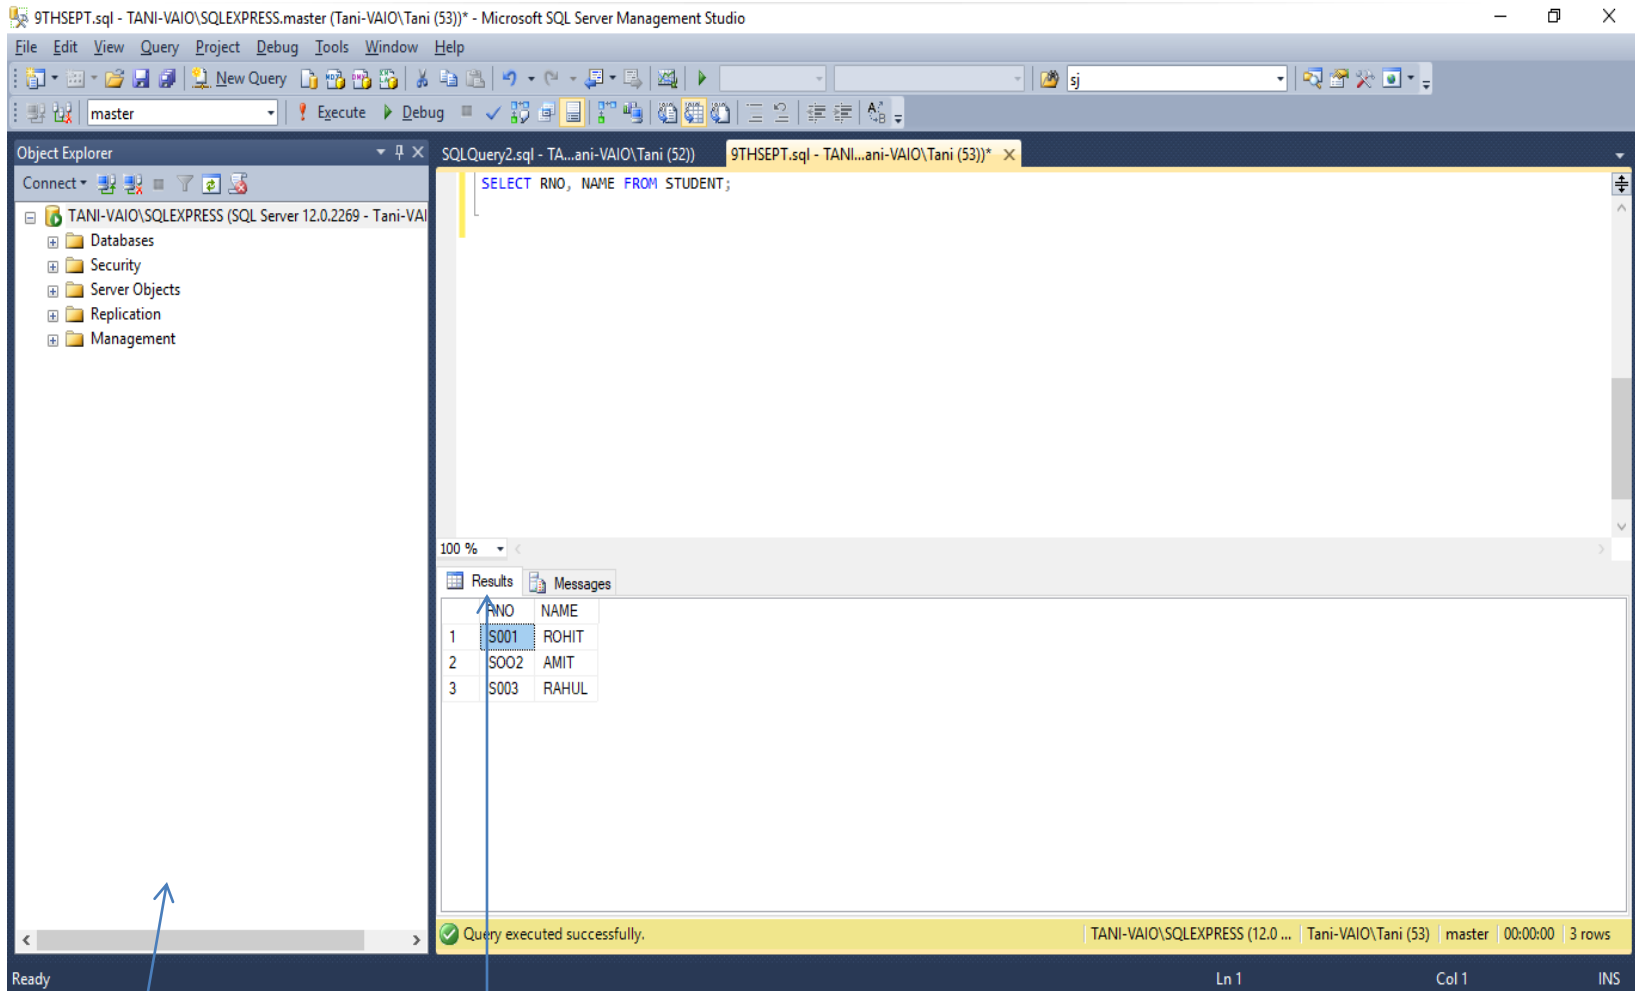 9THSEPT.sql - TANI-VAIO\SQLEXPRESS.master (Tani-VAIO\Tani (53))* - Microsoft SQL Server Management Studio
File Edit View Query Project Debug Tools Window Help
New Query sj
master Execute Debug
Object Explorer
Connect
TANI-VAIO\SQLEXPRESS (SQL Server 12.0.2269 - Tani-VAI
Databases
Security
Server Objects
Replication
Management
SQLQuery2.sql - TA...ani-VAIO\Tani (52)) 9THSEPT.sql - TANI...ani-VAIO\Tani (53))*
SELECT RNO, NAME FROM STUDENT;
100 %
Results Messages
RNO NAME
1 S001 ROHIT
2 SOO2 AMIT
3 S003 RAHUL
Query executed successfully. TANI-VAIO\SQLEXPRESS (12.0 ... Tani-VAIO\Tani (53) master 00:00:00 3 rows
Ready Ln 1 Col 1 INS